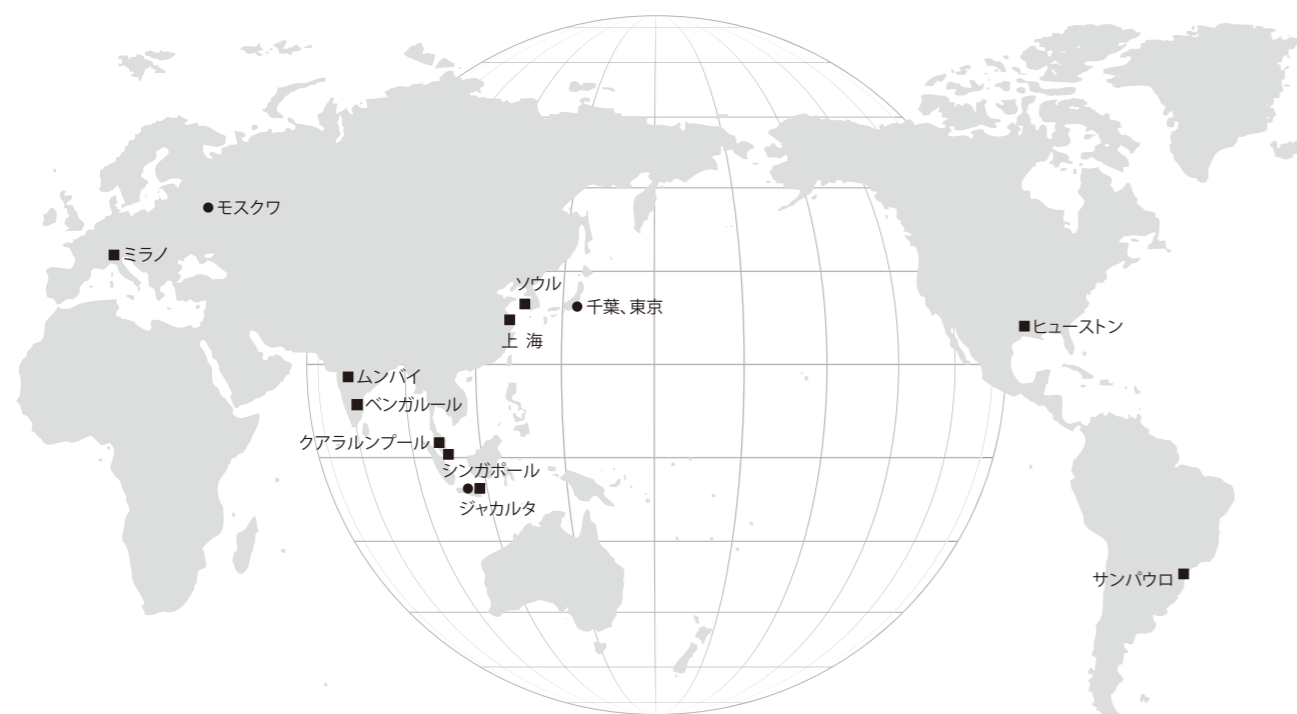 モスクワ
ミラノ
ソウル
千葉、東京
上 海
ヒューストン
ムンバイ
ベンガルール
クアラルンプール
シンガポール
ジャカルタ
サンパウロ